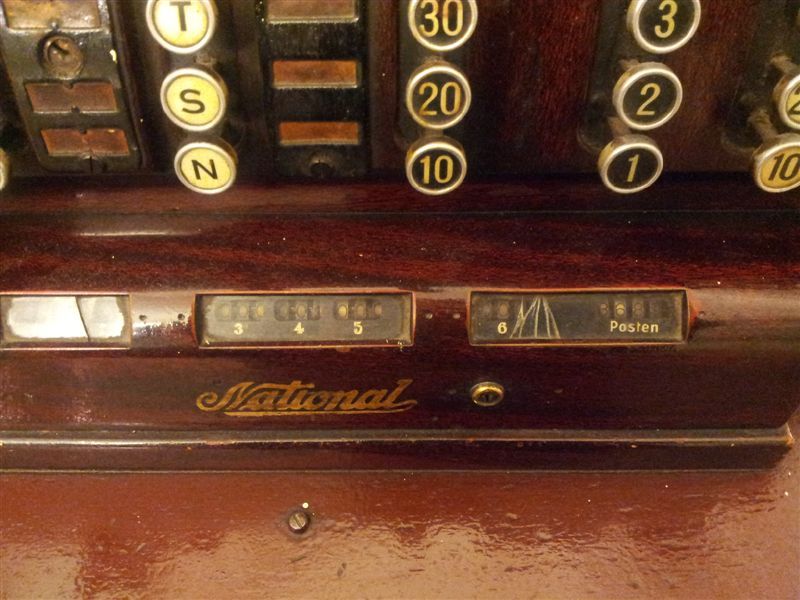 T 30 3
S 20 2 2
N 10 1 10
3 4 5 6 Posten
National